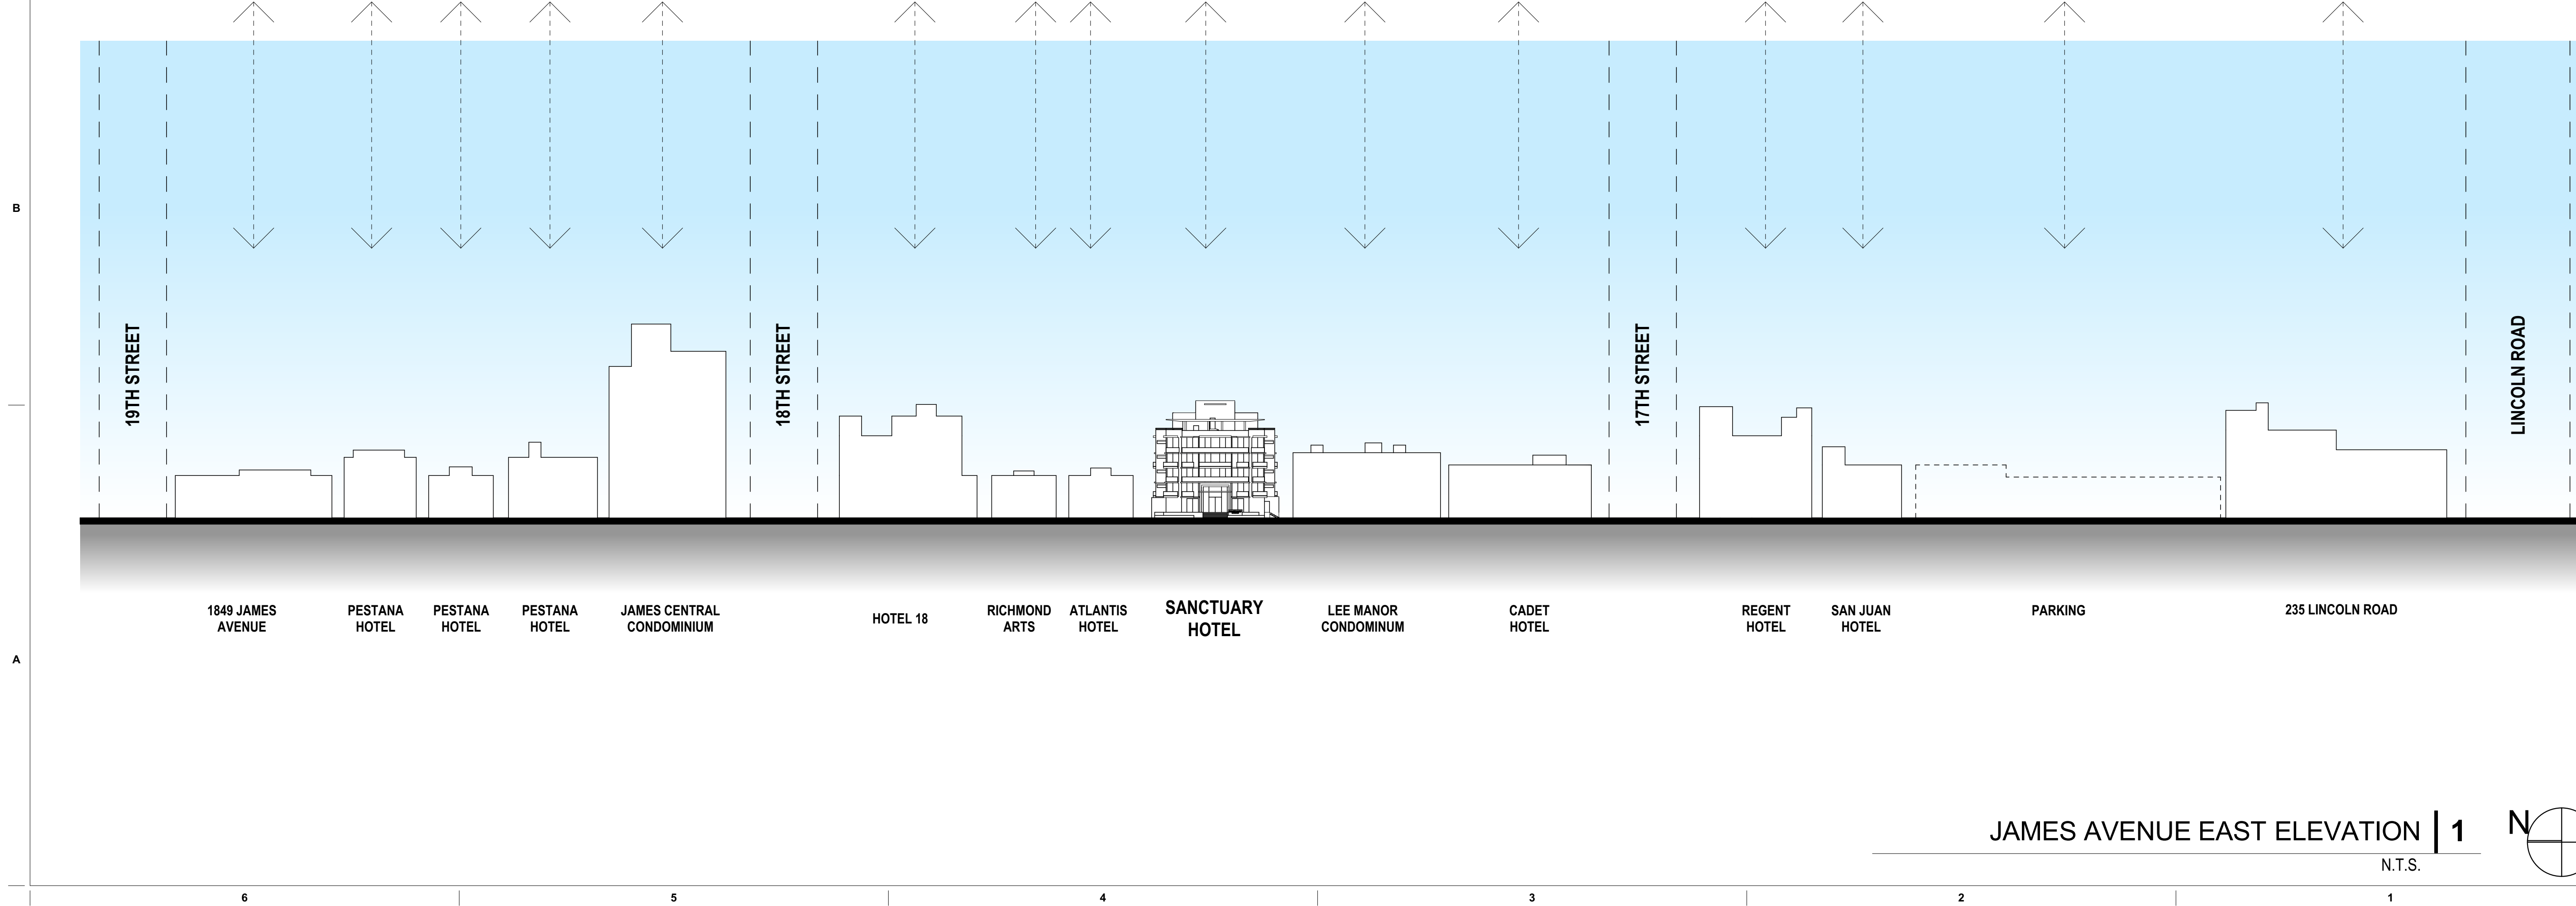 B
19TH STREET
18TH STREET
17TH STREET
LINCOLN ROAD
1849 JAMES
AVENUE
PESTANA
HOTEL
PESTANA
HOTEL
PESTANA
HOTEL
JAMES CENTRAL
CONDOMINIUM
HOTEL 18
RICHMOND
ARTS
ATLANTIS
HOTEL
SANCTUARY
HOTEL
LEE MANOR
CONDOMINUM
CADET
HOTEL
REGENT
HOTEL
SAN JUAN
HOTEL
PARKING
235 LINCOLN ROAD
A
JAMES AVENUE EAST ELEVATION 1
N
N.T.S.
6 5 4 3 2 1